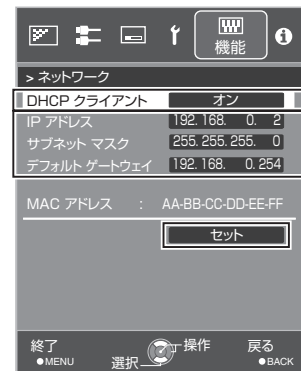 機能
> ネットワーク
DHCP クライアント オン
IP アドレス 192. 168. 0. 2
サブネット マスク 255. 255. 255. 0
デフォルト ゲートウェイ 192. 168. 0. 254
MAC アドレス : AA-BB-CC-DD-EE-FF
セット
終了 操作 戻る
●MENU 選択 ●BACK